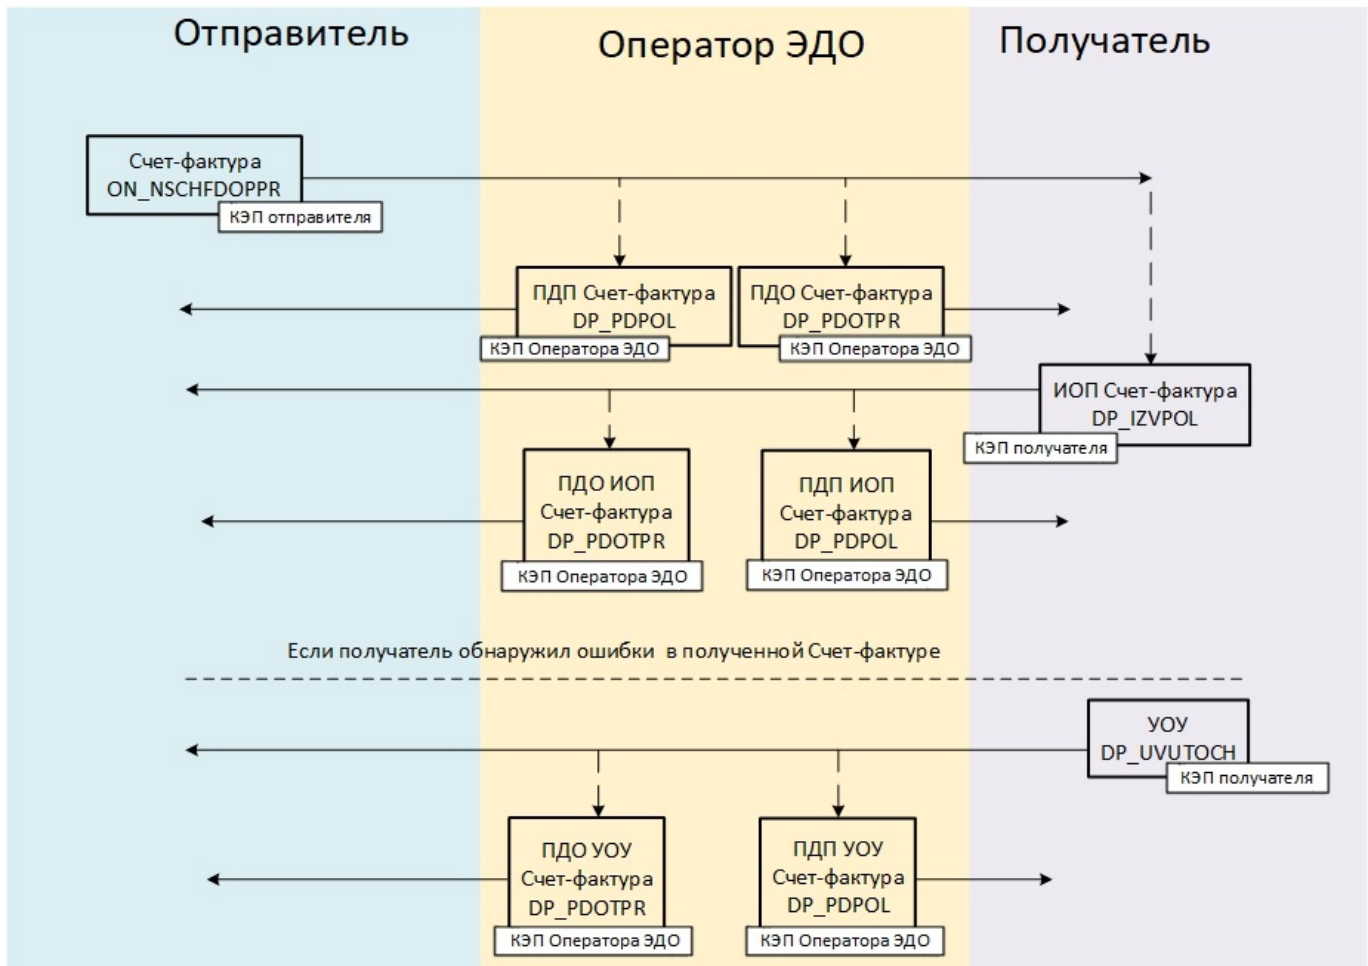 Отправитель
Оператор ЭДО
Получатель
Счет-фактура
ON_NSCHFDOPPR
КЭП отправителя
ПДП Счет-фактура
DP_PDPOL
КЭП Оператора ЭДО
ПДО Счет-фактура
DP_PDOTPR
КЭП Оператора ЭДО
ИОП Счет-фактура
DP_IZVPOL
КЭП получателя
ПДО ИОП
Счет-фактура
DP_PDOTPR
КЭП Оператора ЭДО
ПДП ИОП
Счет-фактура
DP_PDPOL
КЭП Оператора ЭДО
Если получатель обнаружил ошибки в полученной Счет-фактуре
УОУ
DP_UVUTOCH
КЭП получателя
ПДО УОУ
Счет-фактура
DP_PDOTPR
КЭП Оператора ЭДО
ПДП УОУ
Счет-фактура
DP_PDPOL
КЭП Оператора ЭДО